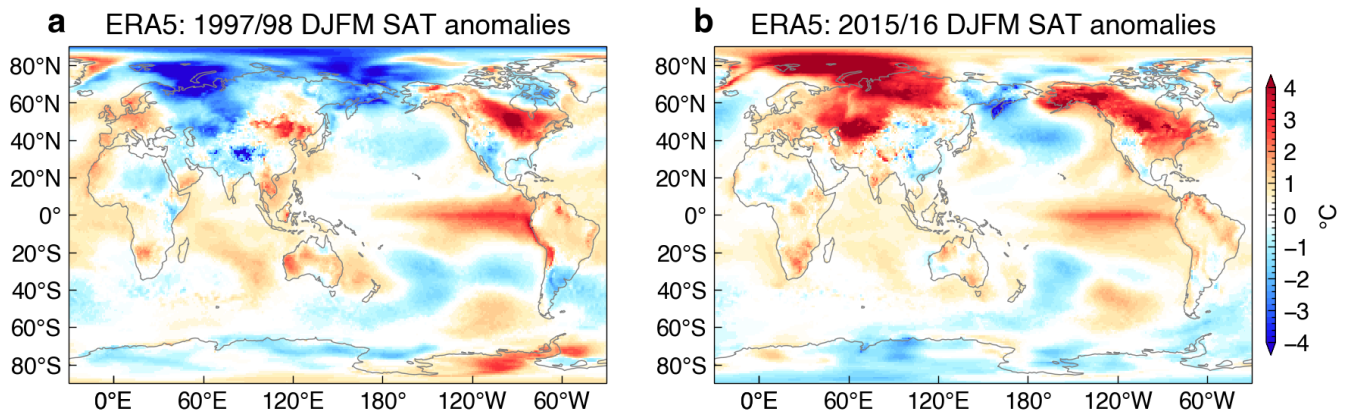 a ERA5: 1997/98 DJFM SAT anomalies
80°N
60°N
40°N
20°N
0°
20°S
40°S
60°S
80°S
0°E 60°E 120°E 180° 120°W 60°W
b ERA5: 2015/16 DJFM SAT anomalies
80°N
60°N
40°N
20°N
0°
20°S
40°S
60°S
80°S
0°E 60°E 120°E 180° 120°W 60°W
4
3
2
1
0
−1
−2
−3
−4
°C